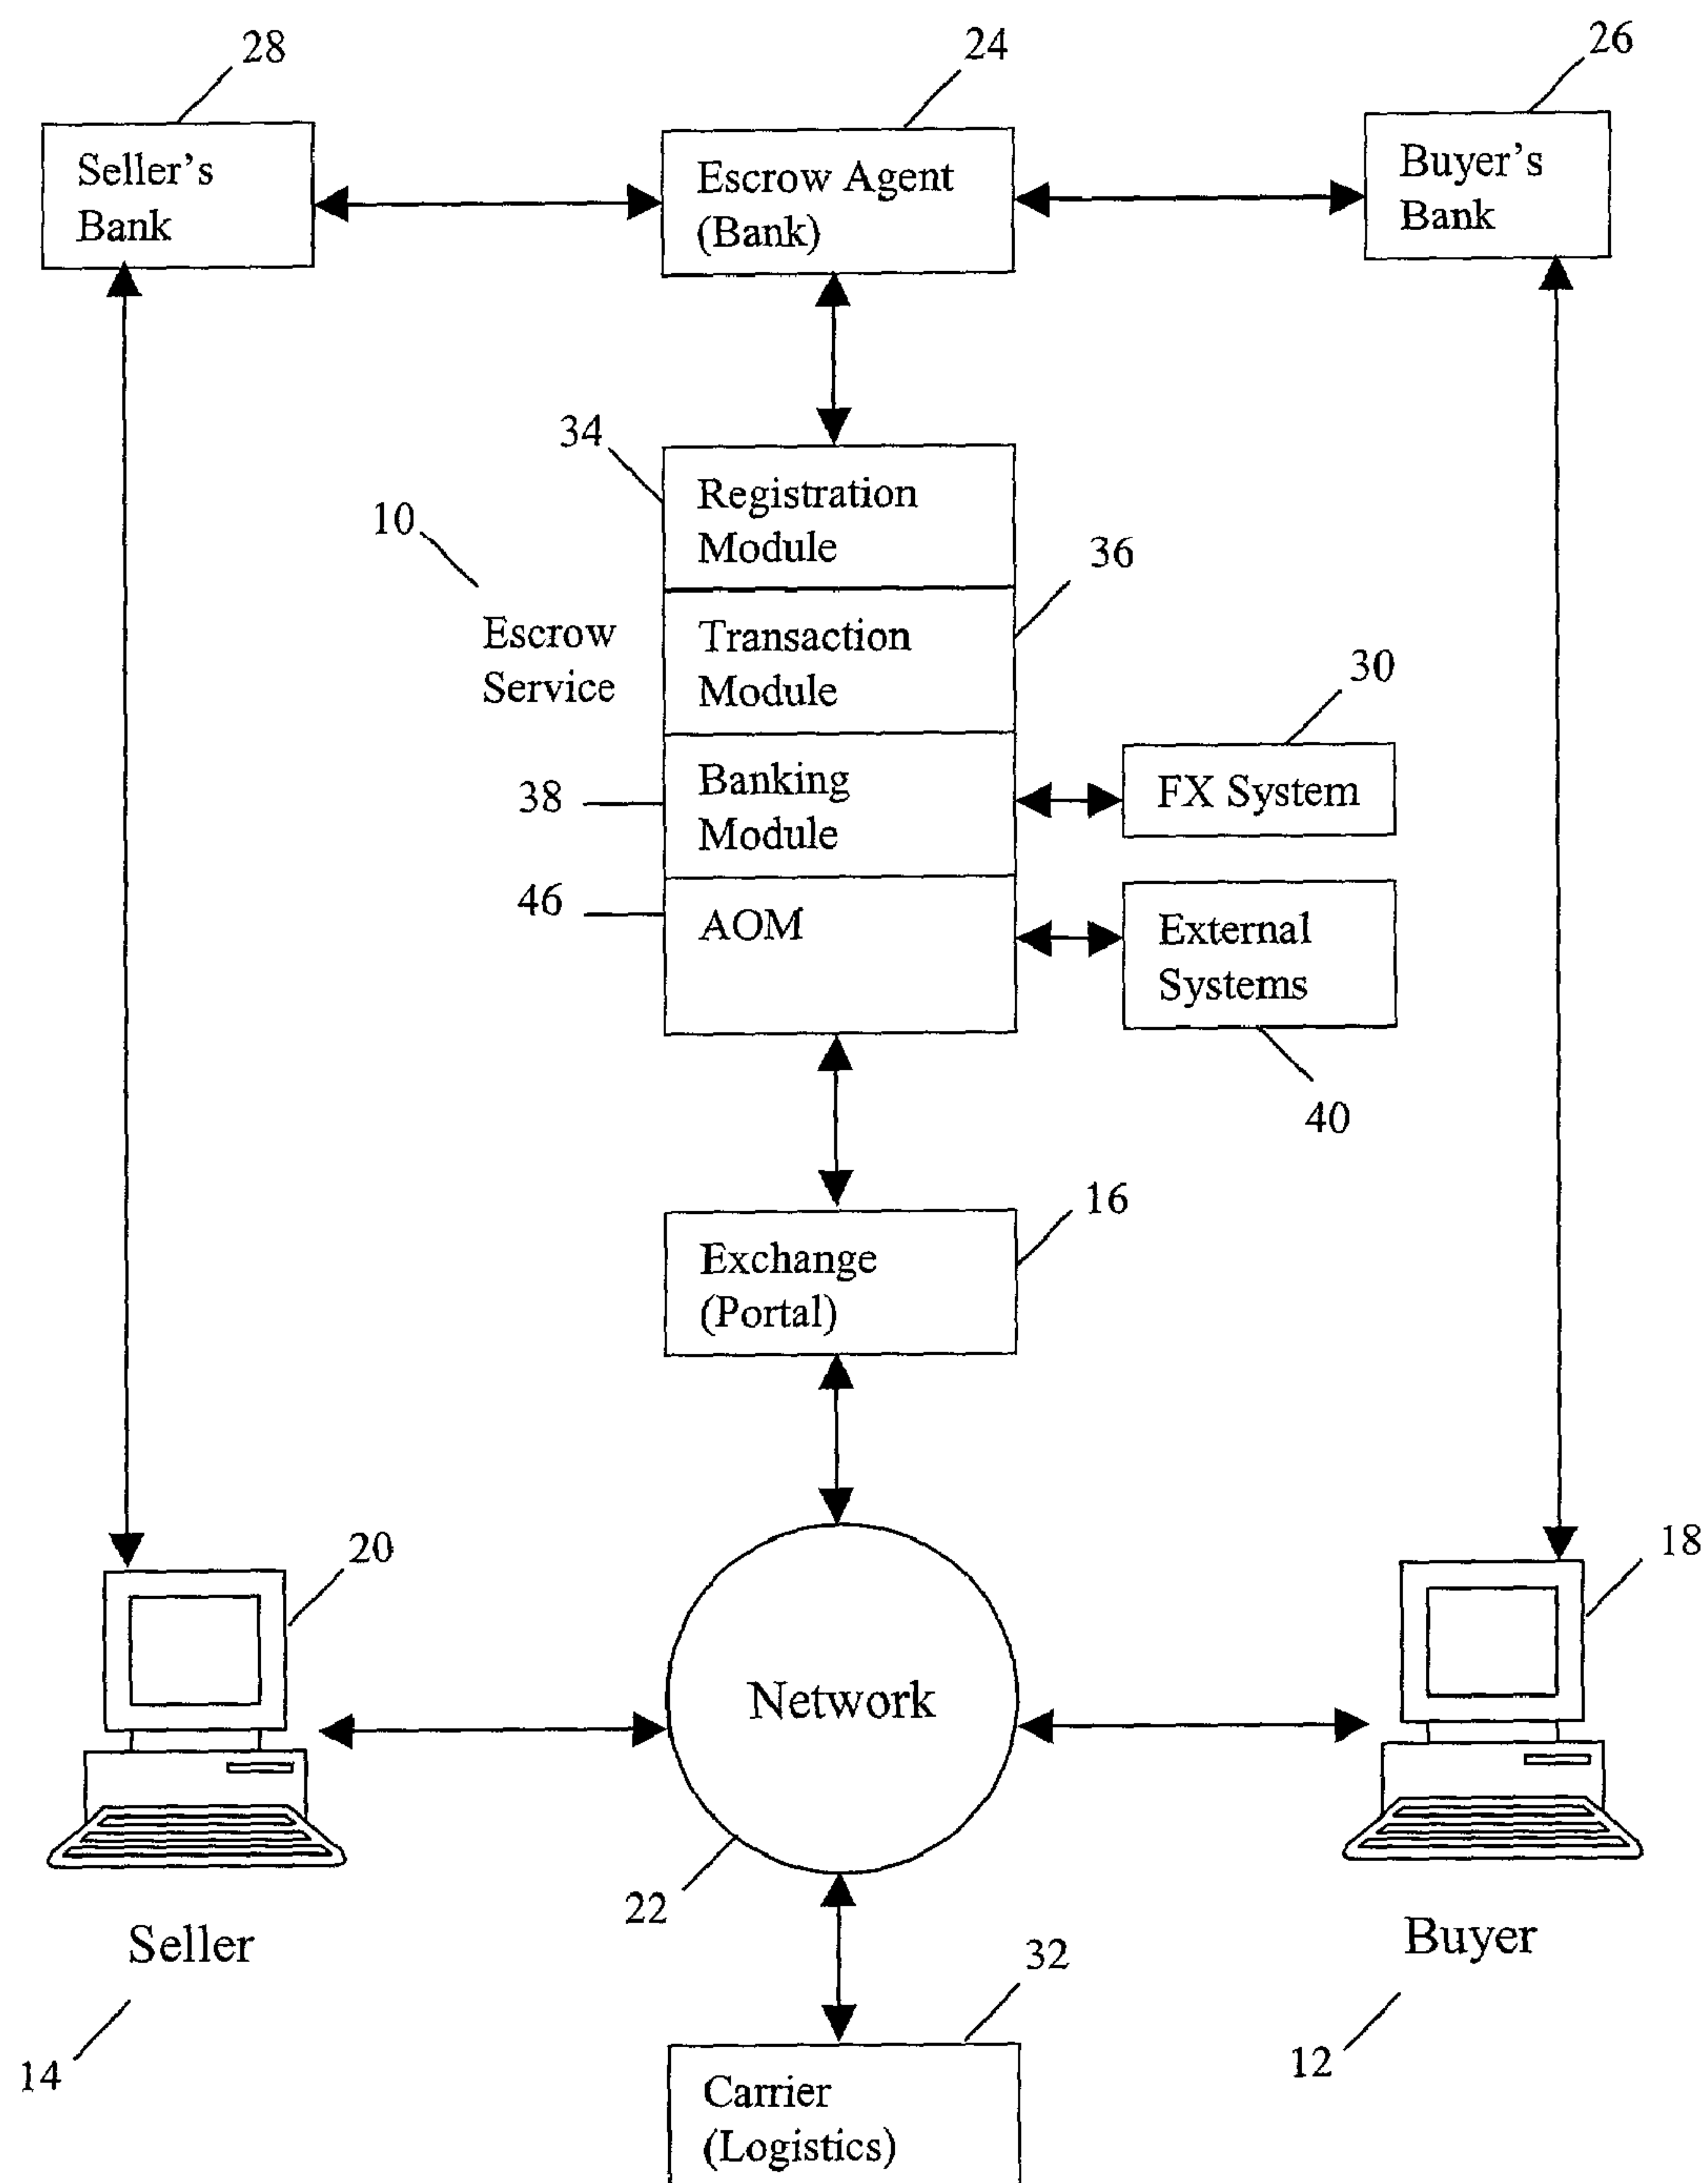 28
24
26
Seller's
Bank
Escrow Agent
(Bank)
Buyer's
Bank
34
Registration
Module
10
36
Escrow
Service
Transaction
Module
30
38
Banking
Module
FX System
46
AOM
External
Systems
40
16
Exchange
(Portal)
20
18
Network
22
Seller
Buyer
32
14
12
Carrier
(Logistics)